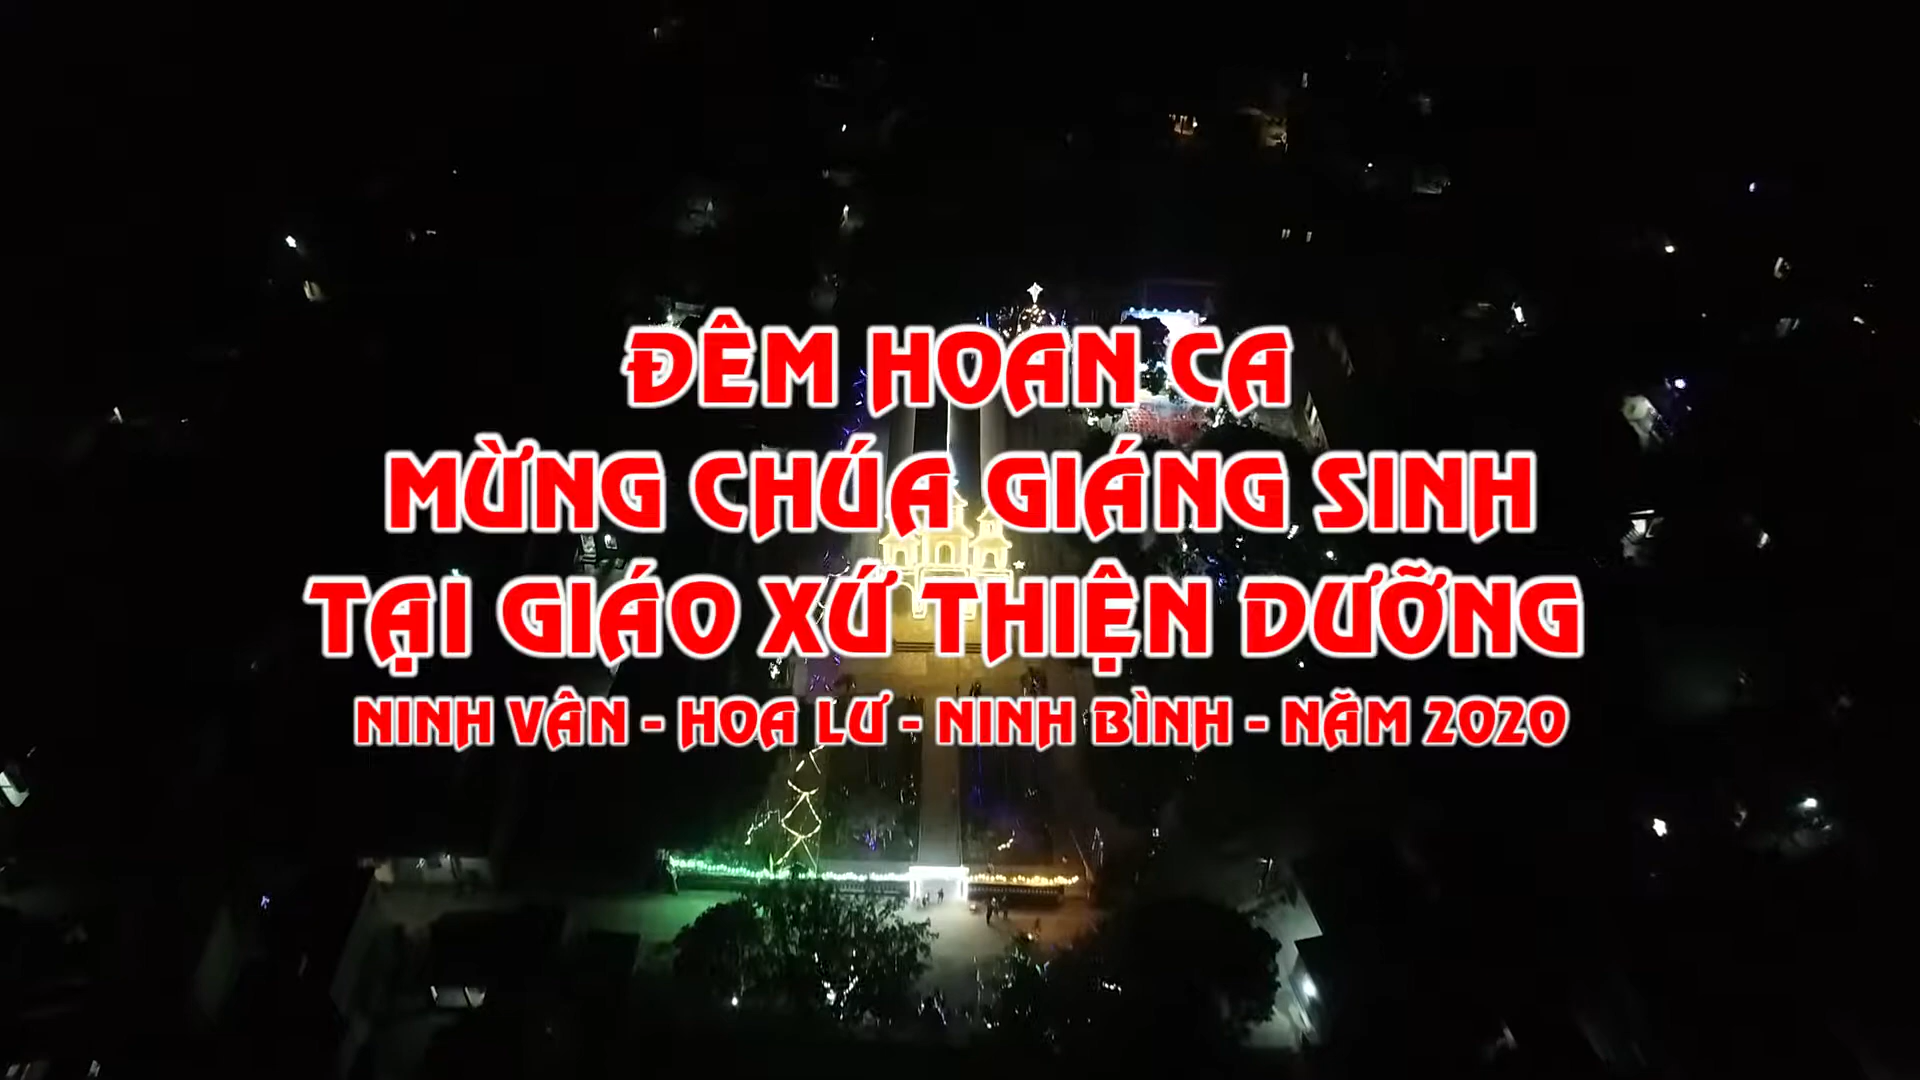 ĐÊM HOAN CA
MỪNG CHÚA GIÁNG SINH
TẠI GIÁO XỨ THIỆN DƯỠNG
NINH VÂN - HOA LƯ - NINH BÌNH - NĂM 2020